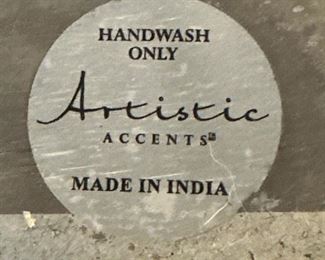 HANDWASH
ONLY
Artistic
ACCENTS
MADE IN INDIA